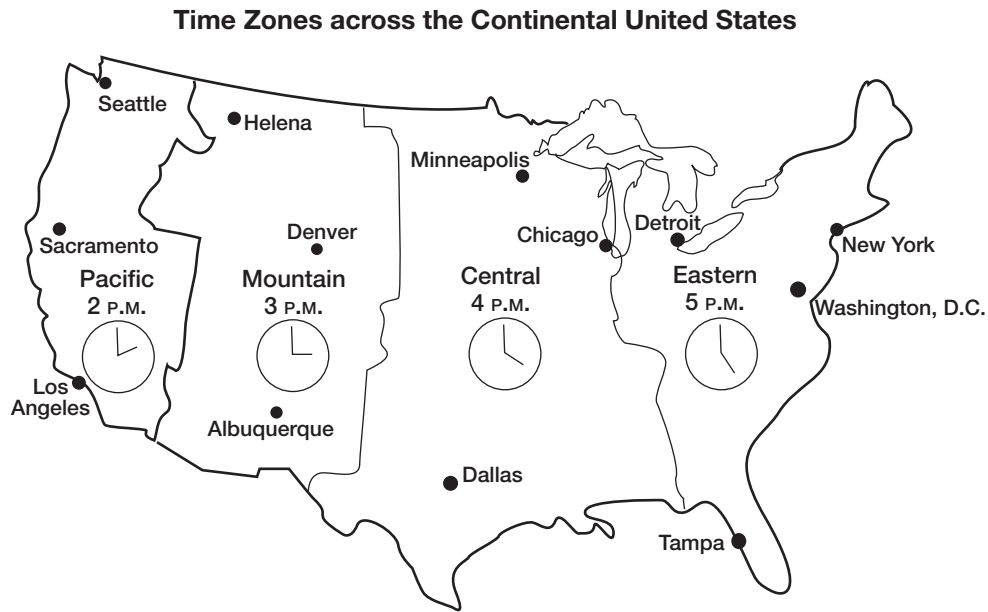 Time Zones across the Continental United States
Seattle
Helena
Minneapolis
Sacramento
Denver
Chicago
Detroit
New York
Pacific
2 P.M.
Mountain
3 P.M.
Central
4 P.M.
Eastern
5 P.M.
Washington, D.C.
Los
Angeles
Albuquerque
Dallas
Tampa